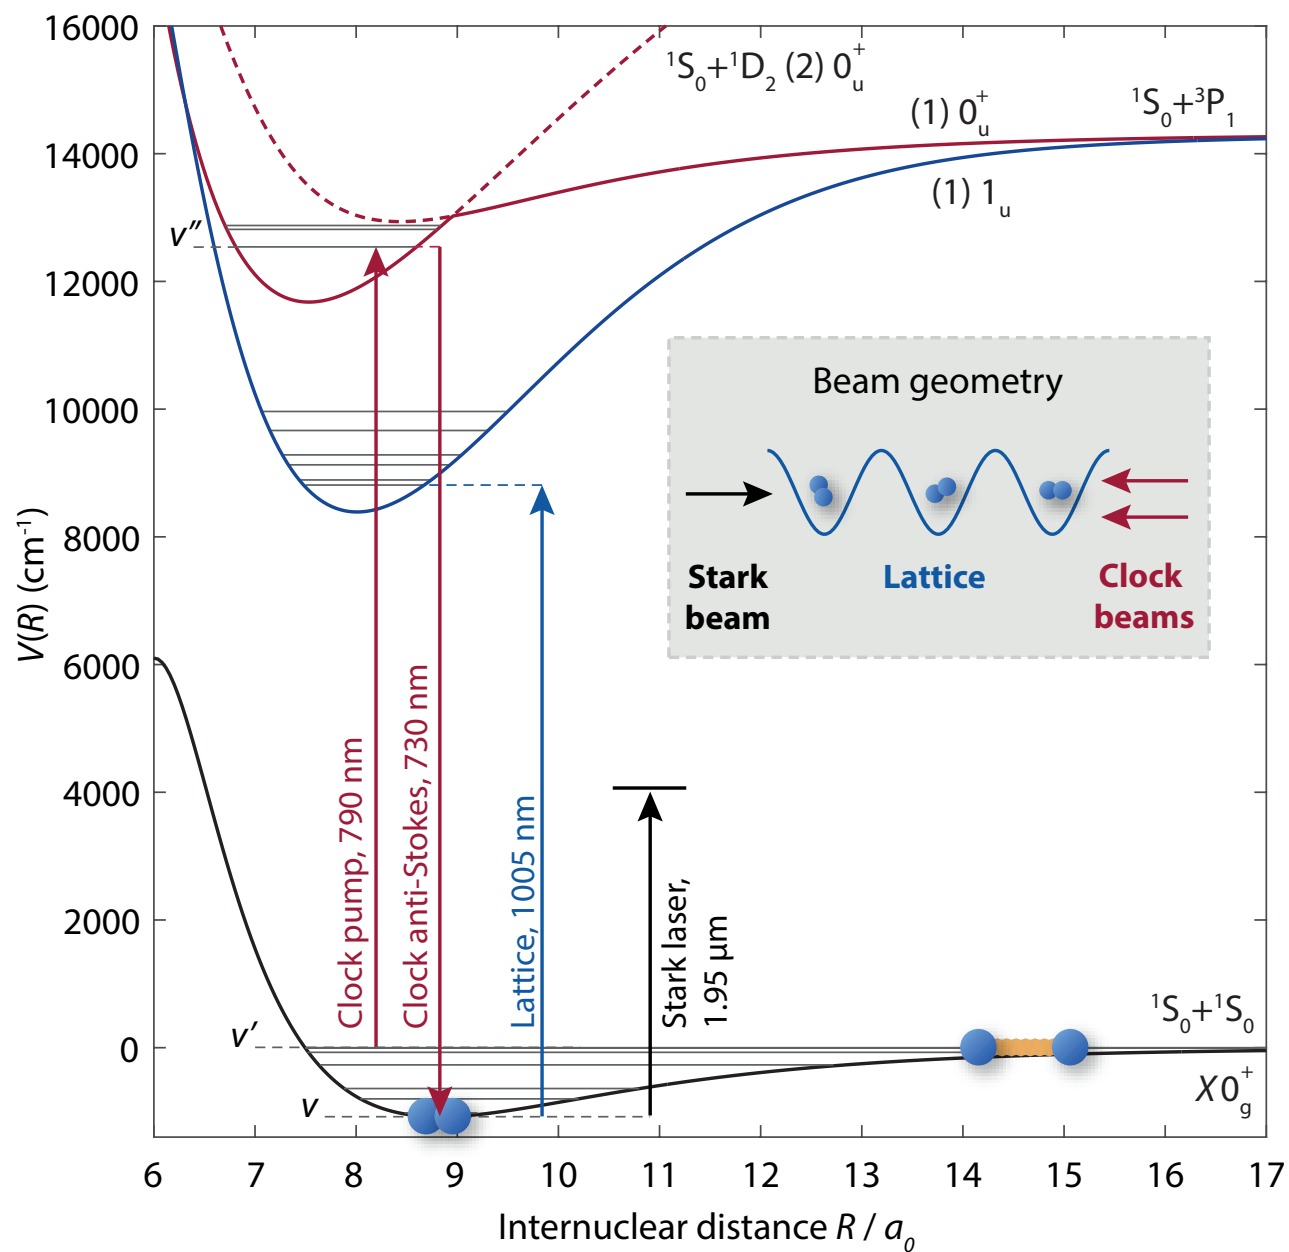 16000
14000
12000
10000
8000
6000
4000
2000
0
V(R) (cm⁻¹)
¹S₀+¹D₂ (2) 0ᵤ⁺
(1) 0ᵤ⁺
¹S₀+³P₁
(1) 1ᵤ
v″
Beam geometry
Stark
beam
Lattice
Clock
beams
Clock pump, 790 nm
Clock anti-Stokes, 730 nm
Lattice, 1005 nm
Stark laser,
1.95 µm
v′
v
¹S₀+¹S₀
X0g⁺
6 7 8 9 10 11 12 13 14 15 16 17
Internuclear distance R / a₀